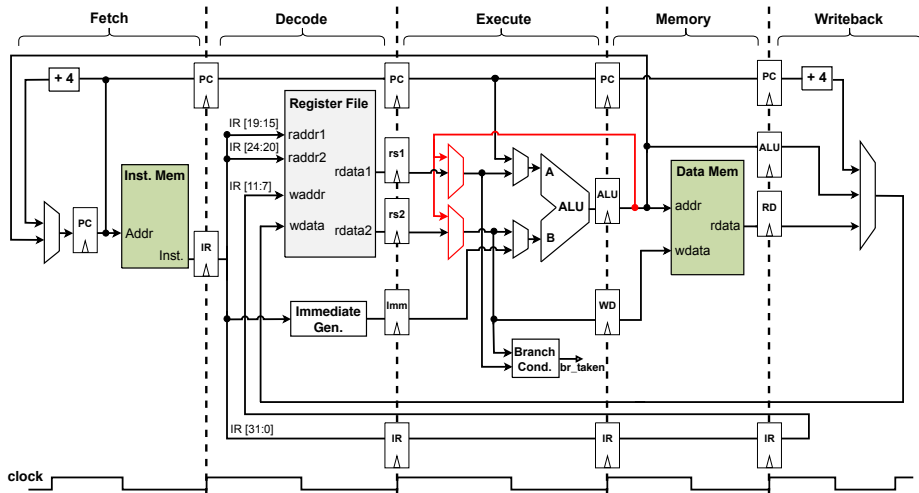 Fetch
Decode
Execute
Memory
Writeback
+ 4
PC
PC
PC
PC
+ 4
Register File
IR [19:15]
raddr1
IR [24:20]
raddr2
rs1
ALU
Inst. Mem
rdata1
A
Data Mem
IR [11:7]
waddr
ALU
ALU
addr
RD
PC
Addr
wdata
rdata2
rs2
B
rdata
IR
Inst.
wdata
Immediate
Gen.
Imm
WD
Branch
Cond.
br_taken
IR [31:0]
IR
IR
IR
clock